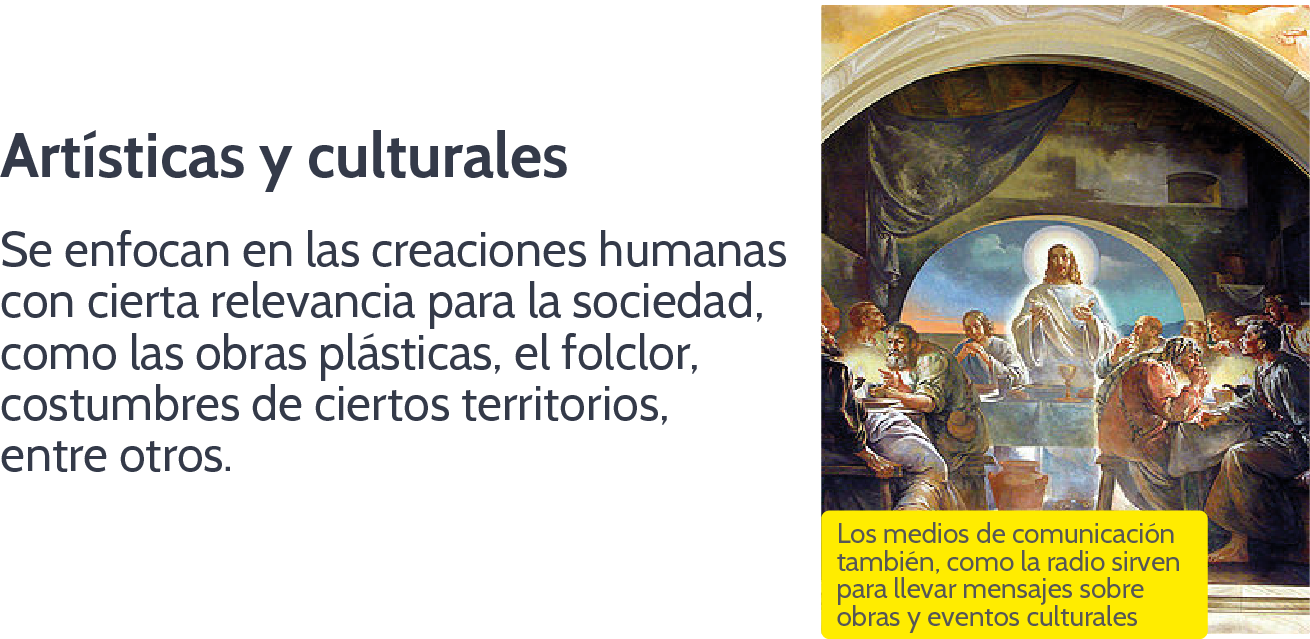 Artísticas y culturales
Se enfocan en las creaciones humanas
con cierta relevancia para la sociedad,
como las obras plásticas, el folclor,
costumbres de ciertos territorios,
entre otros.
Los medios de comunicación
también, como la radio sirven
para llevar mensajes sobre
obras y eventos culturales